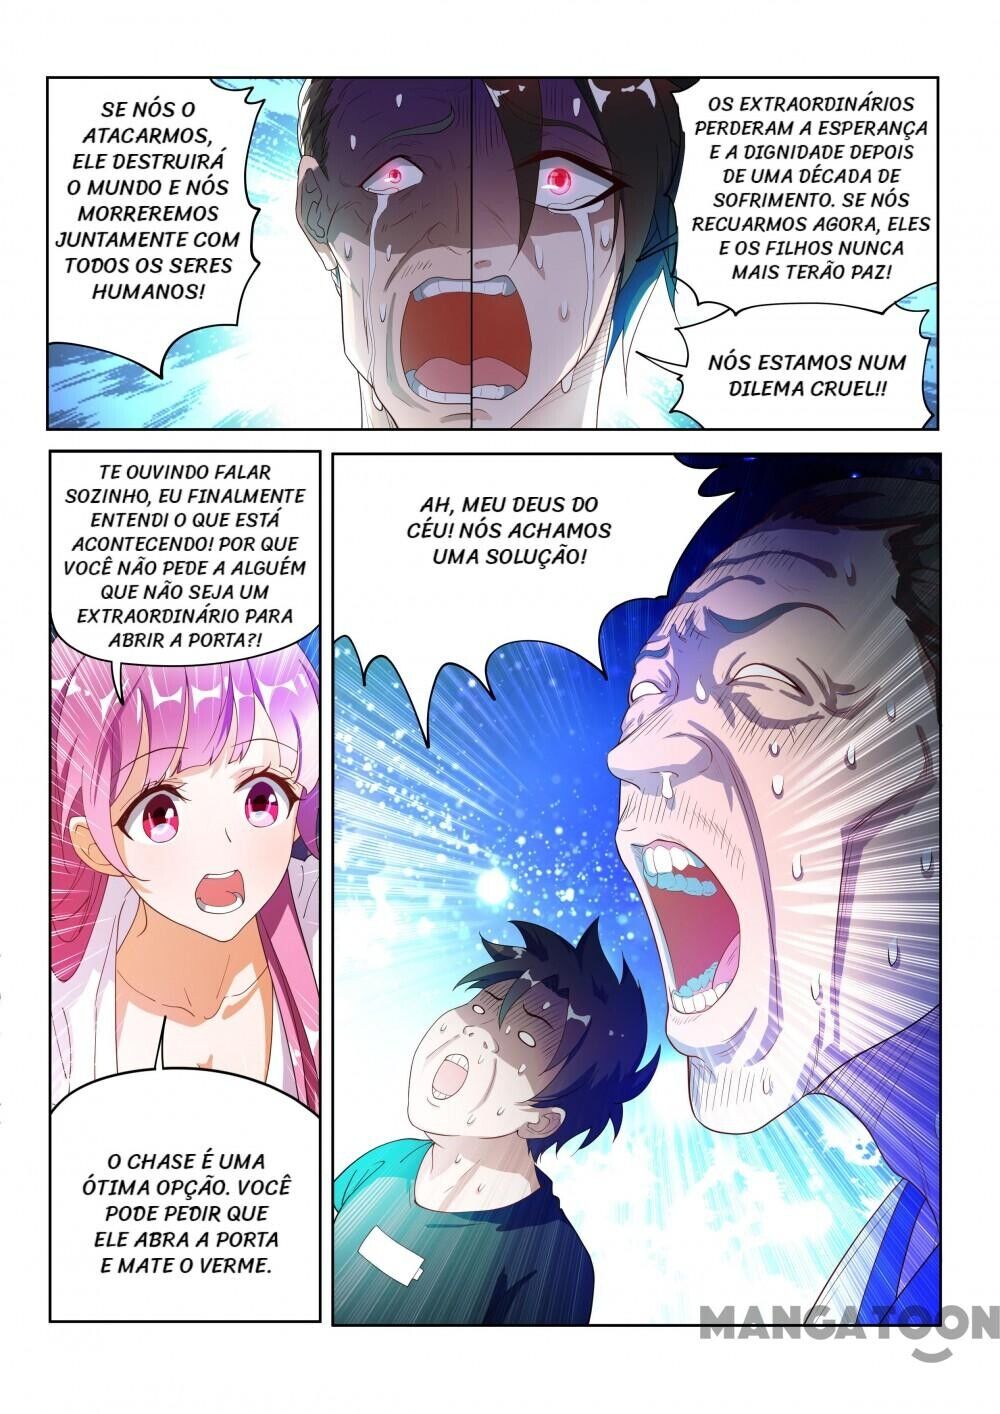 SE NÓS O
ATACARMOS,
ELE DESTRUIRÁ
O MUNDO E NÓS
MORREREMOS
JUNTAMENTE COM
TODOS OS SERES
HUMANOS!
OS EXTRAORDINÁRIOS
PERDERAM A ESPERANÇA
E A DIGNIDADE DEPOIS
DE UMA DÉCADA DE
SOFRIMENTO. SE NÓS
RECUARMOS AGORA, ELES
E OS FILHOS NUNCA
MAIS TERÃO PAZ!
NÓS ESTAMOS NUM
DILEMA CRUEL!!
TE OUVINDO FALAR
SOZINHO, EU FINALMENTE
ENTENDI O QUE ESTÁ
ACONTECENDO! POR QUE
VOCÊ NÃO PEDE A ALGUÉM
QUE NÃO SEJA UM
EXTRAORDINÁRIO PARA
ABRIR A PORTA?!
AH, MEU DEUS DO
CÉU! NÓS ACHAMOS
UMA SOLUÇÃO!
O CHASE É UMA
ÓTIMA OPÇÃO. VOCÊ
PODE PEDIR QUE
ELE ABRA A PORTA
E MATE O VERME.
MANGATOON